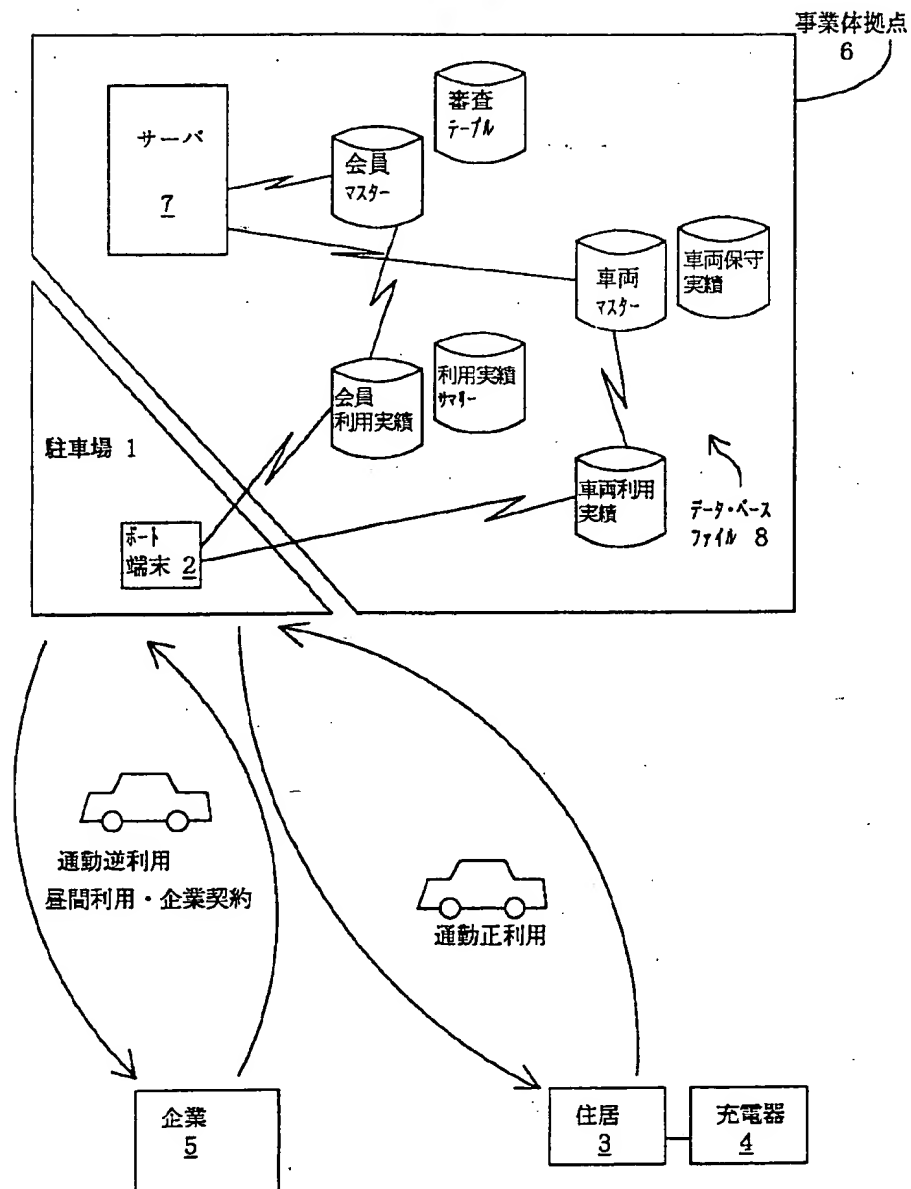 事業体拠点
6
審査
テーブル
サーバ
7
会員
マスター
車両
マスター
車両保守
実績
会員
利用実績
利用実績
サマリー
駐車場 1
車両利用
実績
データ・ベース
ファイル 8
ポート
端末 2
通勤逆利用
昼間利用・企業契約
通勤正利用
企業
5
住居
3
充電器
4